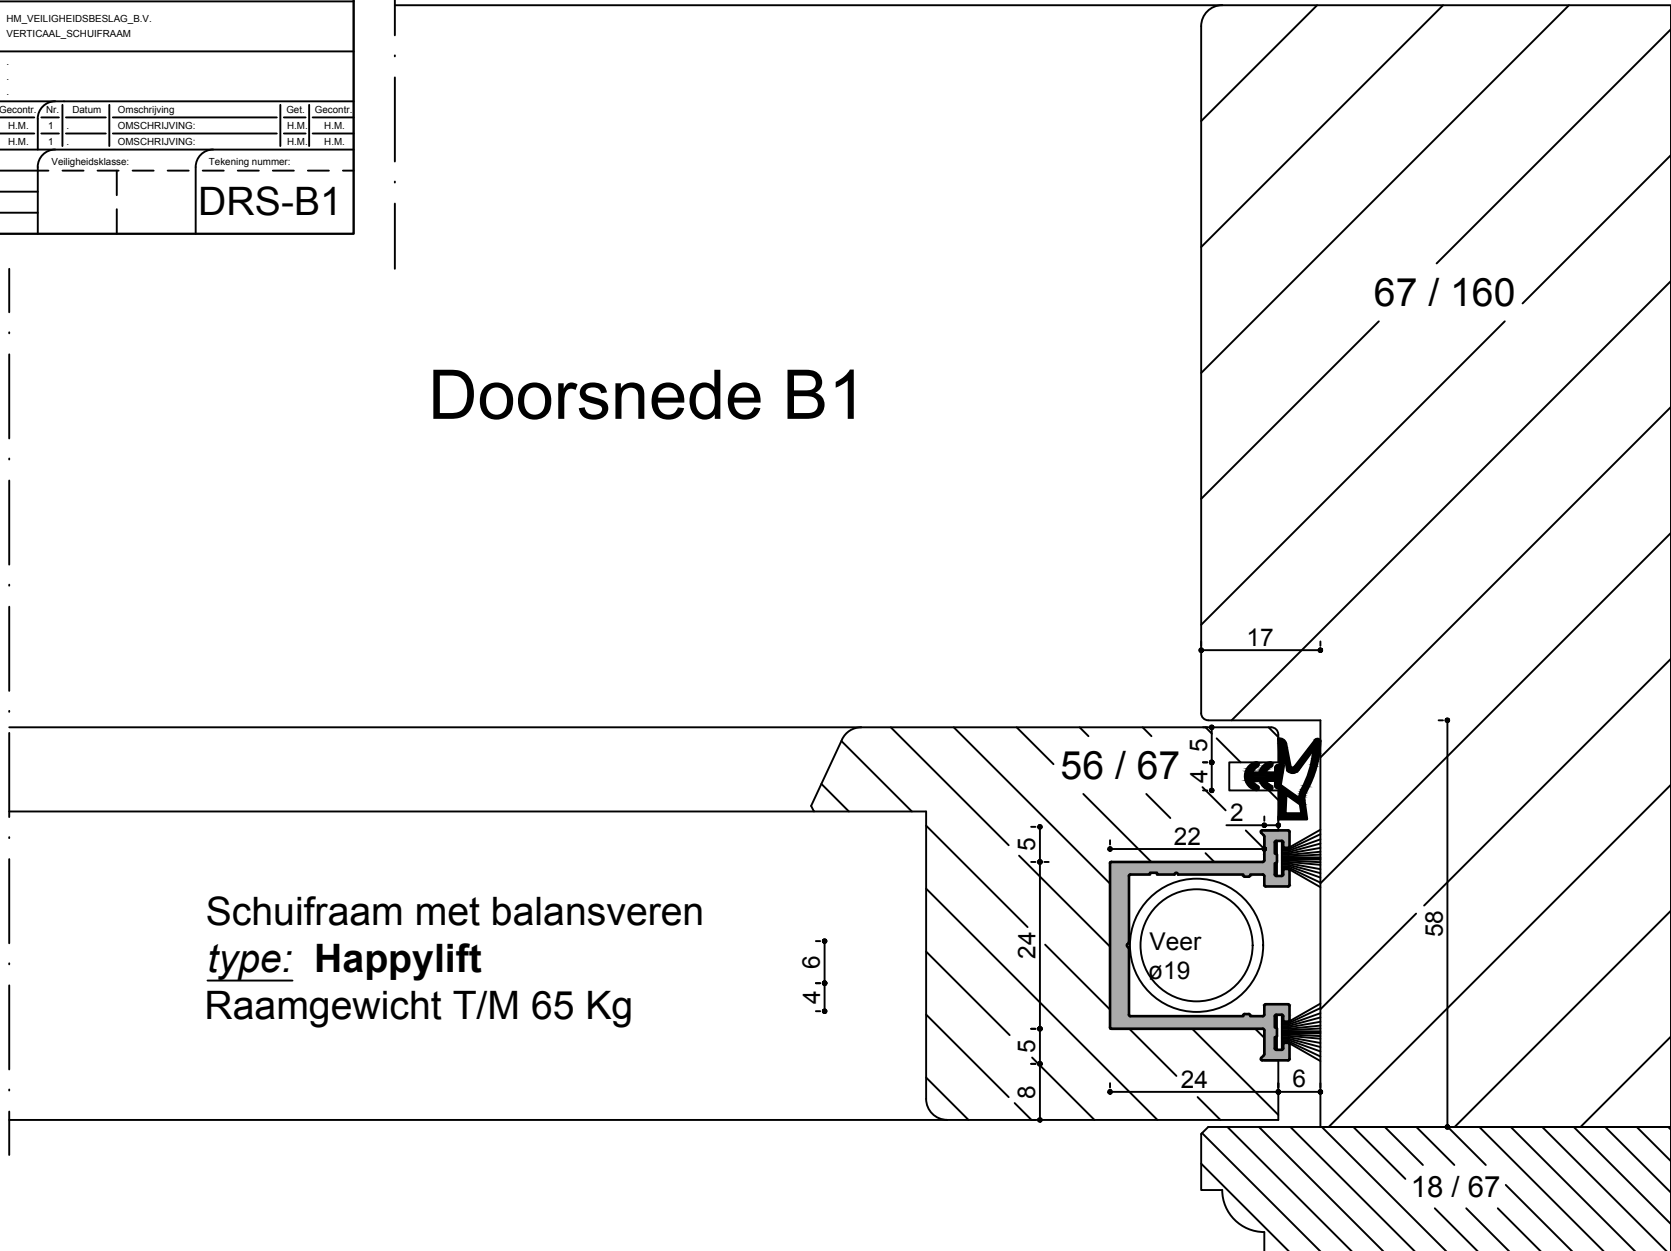 HM_VEILIGHEIDSBESLAG_B.V.
VERTICAAL_SCHUIFRAAM
.
.
.
Gecontr. Nr. Datum Omschrijving Get. Gecontr.
H.M. 1 . OMSCHRIJVING: H.M. H.M.
H.M. 1 . OMSCHRIJVING: H.M. H.M.
Veiligheidsklasse: Tekening nummer:
DRS-B1
67 / 160
Doorsnede B1
17
56 / 67
5
4
2
22
5
24
58
Veer
ø19
Schuifraam met balansveren
type: Happylift
Raamgewicht T/M 65 Kg
6
4
5
8
24
6
18 / 67